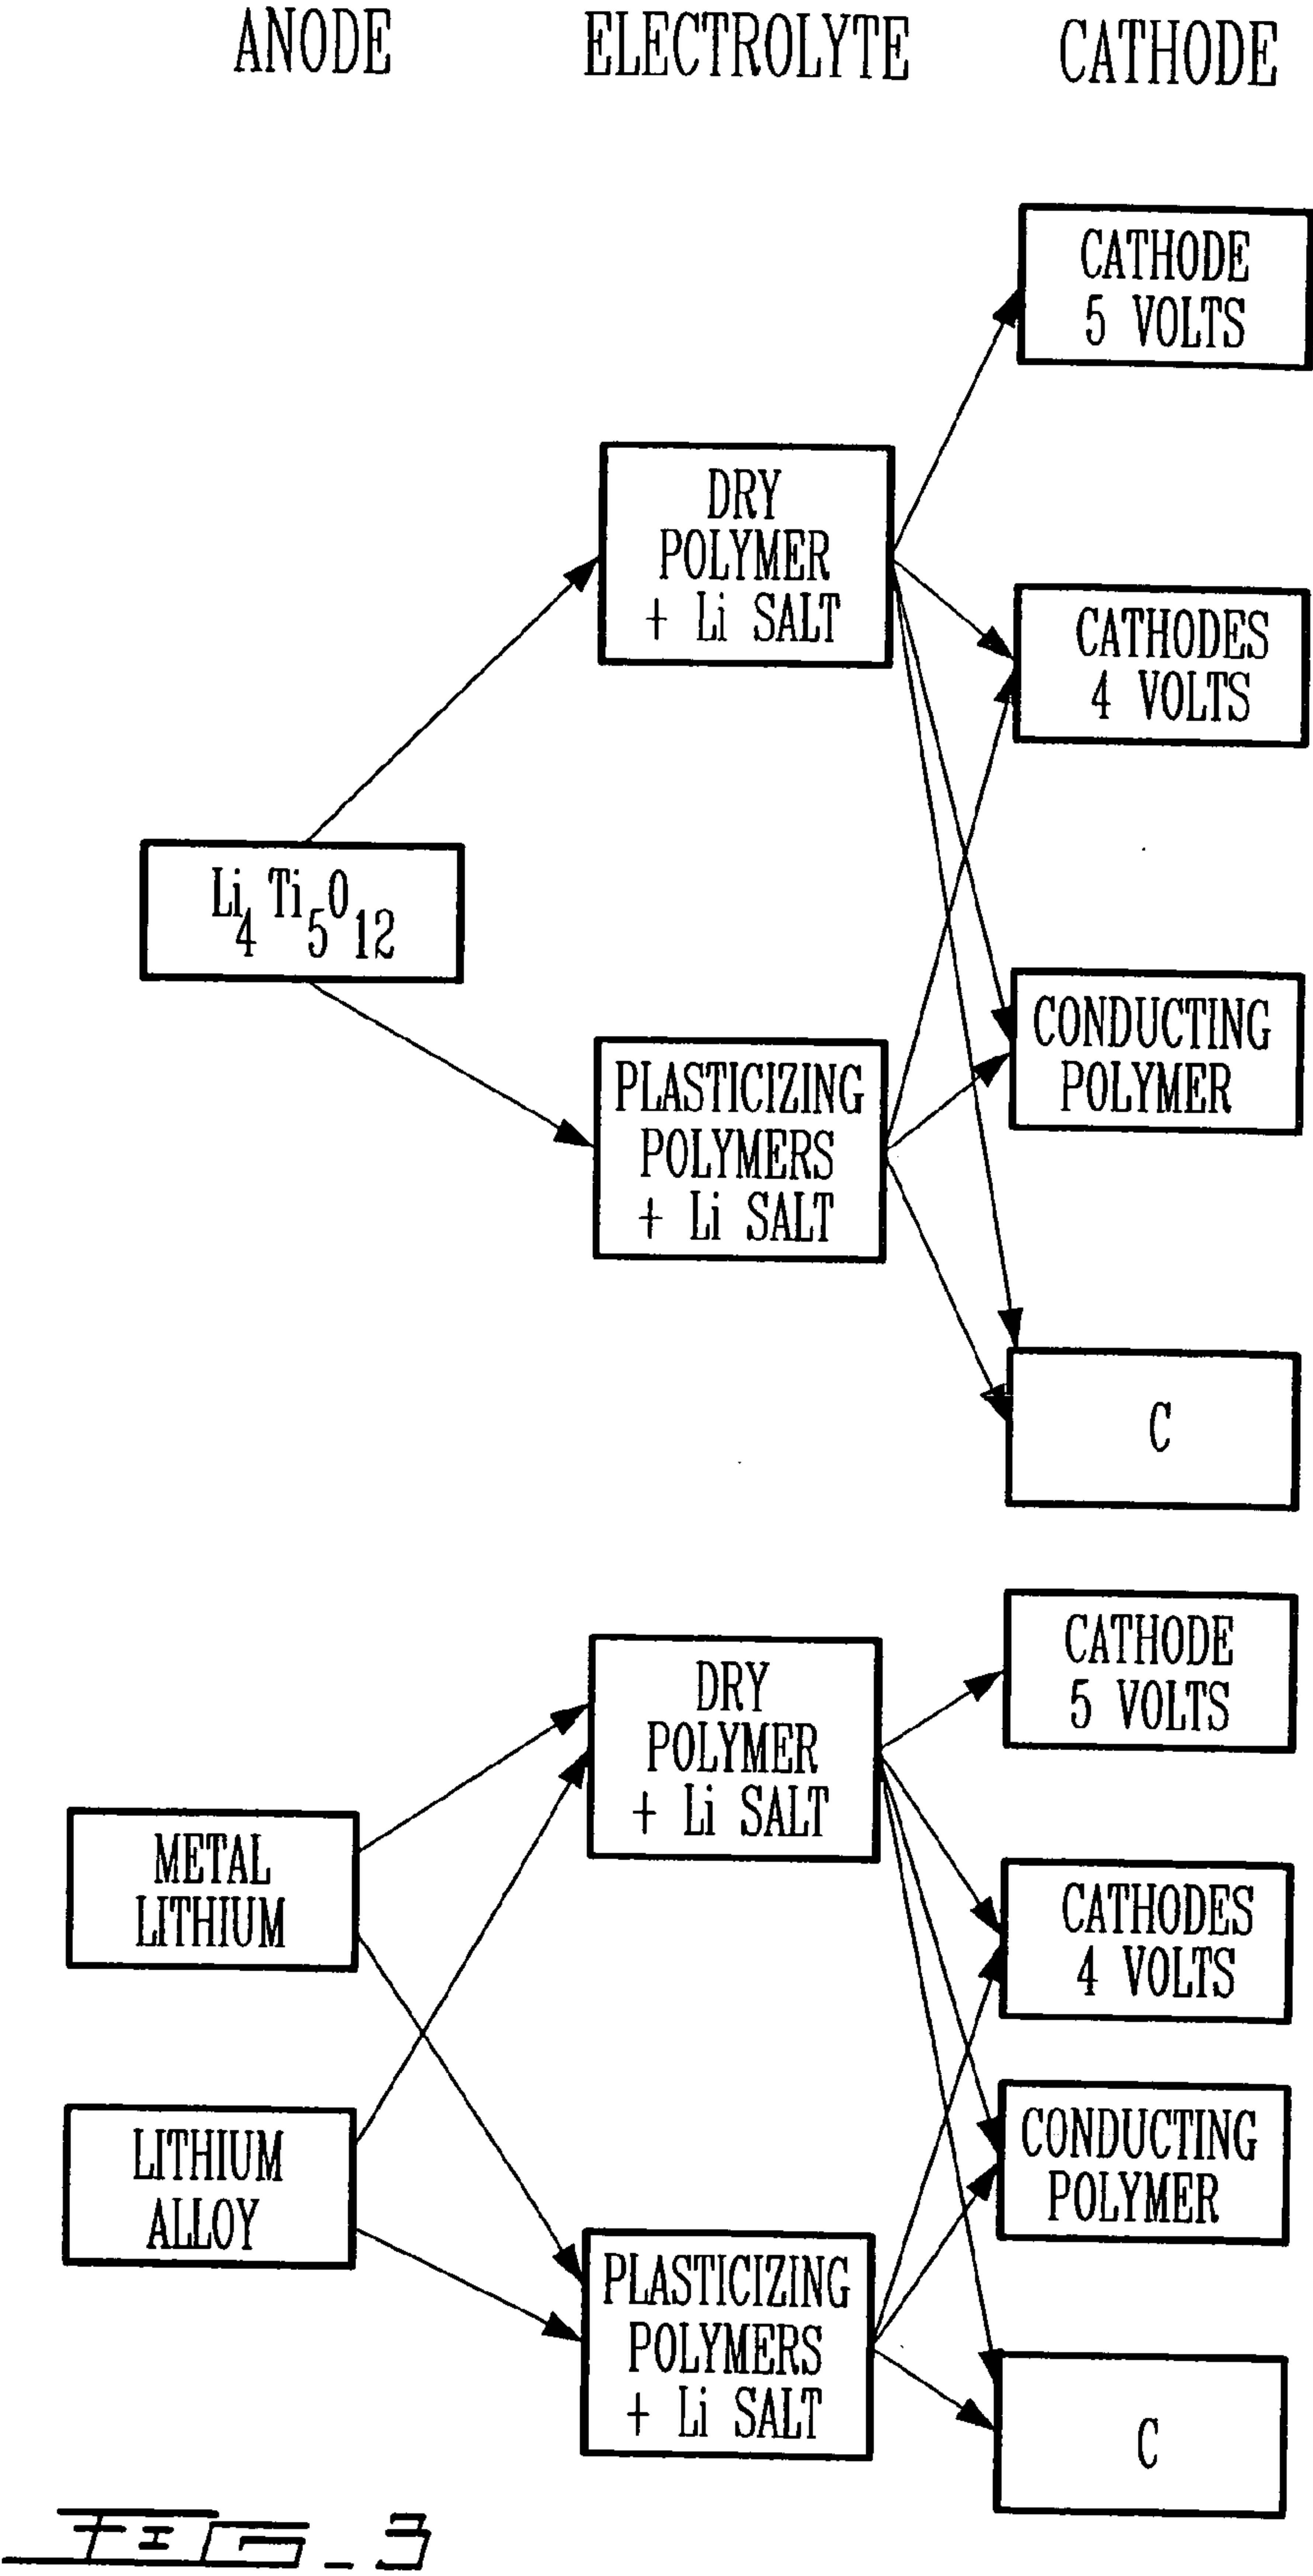 ANODE ELECTROLYTE CATHODE
CATHODE
5 VOLTS
DRY
POLYMER
+ Li SALT
CATHODES
4 VOLTS
Li4 Ti5O12
CONDUCTING
POLYMER
PLASTICIZING
POLYMERS
+ Li SALT
C
CATHODE
5 VOLTS
DRY
POLYMER
+ Li SALT
METAL
LITHIUM
CATHODES
4 VOLTS
CONDUCTING
POLYMER
LITHIUM
ALLOY
PLASTICIZING
POLYMERS
+ Li SALT
C
FIG_3